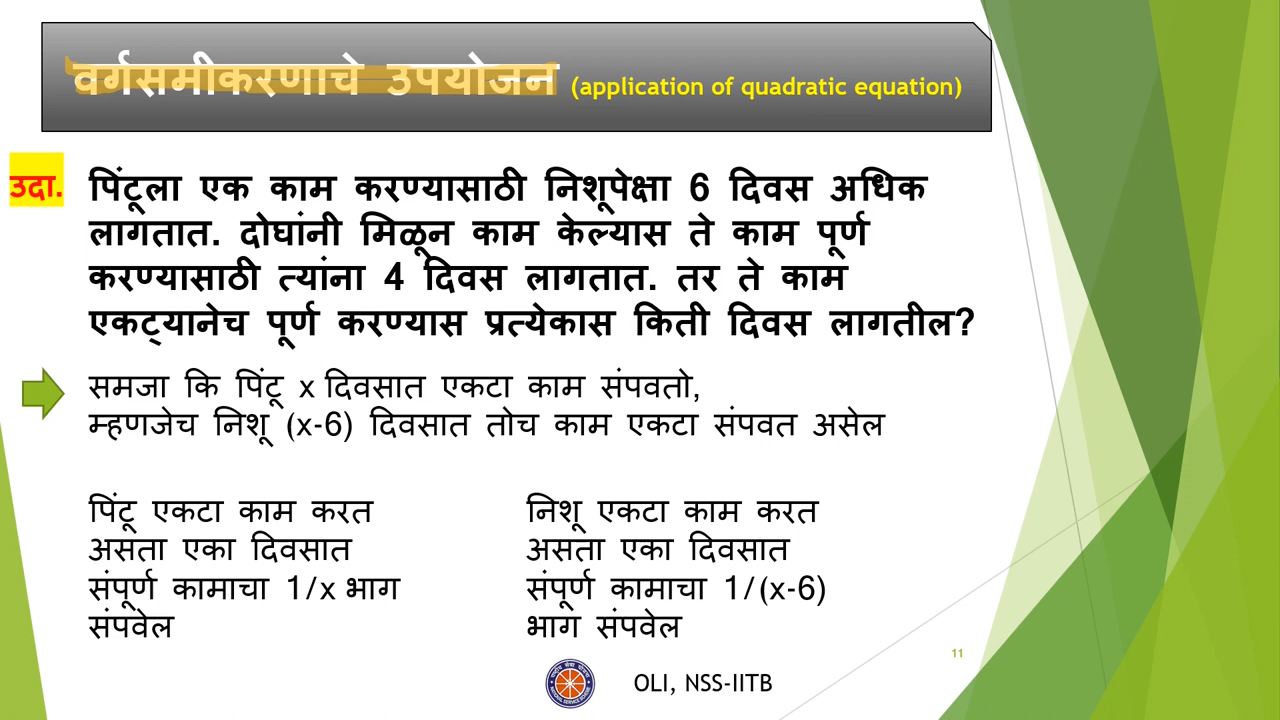 वर्गसमीकरणाचे उपयोजन (application of quadratic equation)
उदा.
पिंटूला एक काम करण्यासाठी निशूपेक्षा 6 दिवस अधिक
लागतात. दोघांनी मिळून काम केल्यास ते काम पूर्ण
करण्यासाठी त्यांना 4 दिवस लागतात. तर ते काम
एकट्यानेच पूर्ण करण्यास प्रत्येकास किती दिवस लागतील?
समजा कि पिंटू x दिवसात एकटा काम संपवतो,
म्हणजेच निशू (x-6) दिवसात तोच काम एकटा संपवत असेल
पिंटू एकटा काम करत
असता एका दिवसात
संपूर्ण कामाचा 1/x भाग
संपवेल
निशू एकटा काम करत
असता एका दिवसात
संपूर्ण कामाचा 1/(x-6)
भाग संपवेल
11
OLI, NSS-IITB